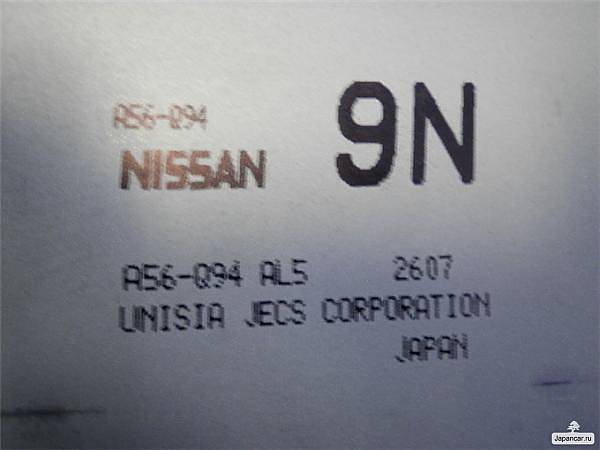 A56-Q94
NISSAN
9N
A56-Q94 AL5 2607
UNISIA JECS CORPORATION
JAPAN
Japancar.ru